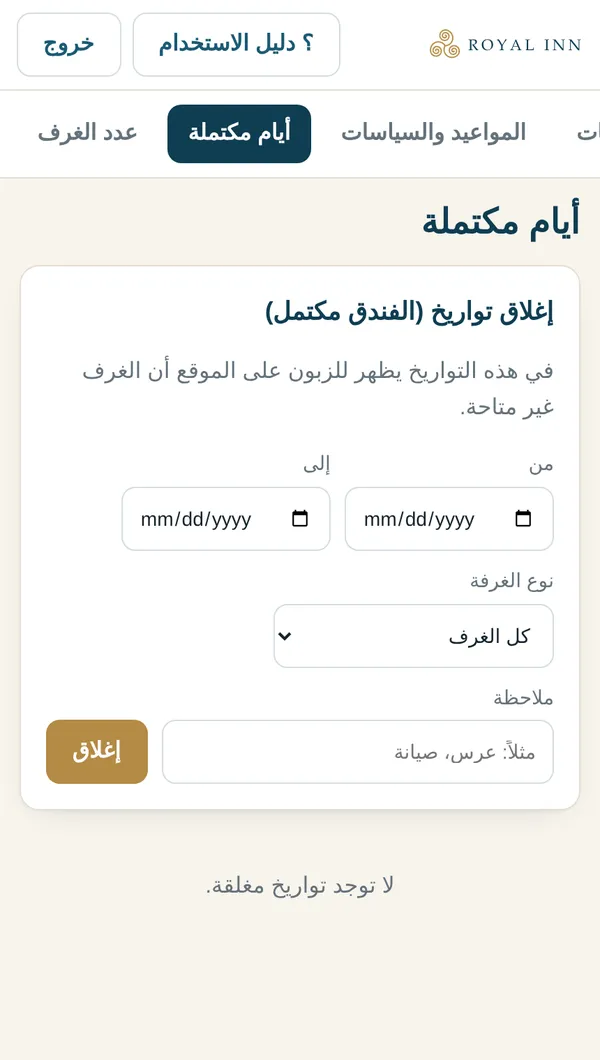 ROYAL INN
؟ دليل الاستخدام
خروج
المواعيد والسياسات
أيام مكتملة
عدد الغرف
أيام مكتملة
إغلاق تواريخ (الفندق مكتمل)
في هذه التواريخ يظهر للزبون على الموقع أن الغرف
غير متاحة.
من
إلى
mm/dd/yyyy
mm/dd/yyyy
نوع الغرفة
كل الغرف
ملاحظة
مثلاً: عرس، صيانة
إغلاق
لا توجد تواريخ مغلقة.